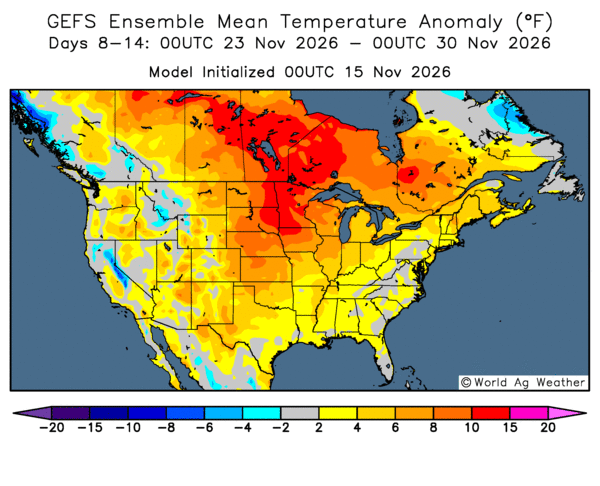 GEFS Ensemble Mean Temperature Anomaly (°F)
Days 8–14: 00UTC 23 Nov 2026 – 00UTC 30 Nov 2026
Model Initialized 00UTC 15 Nov 2026
©World Ag Weather
−20 −15 −10 −8 −6 −4 −2 2 4 6 8 10 15 20